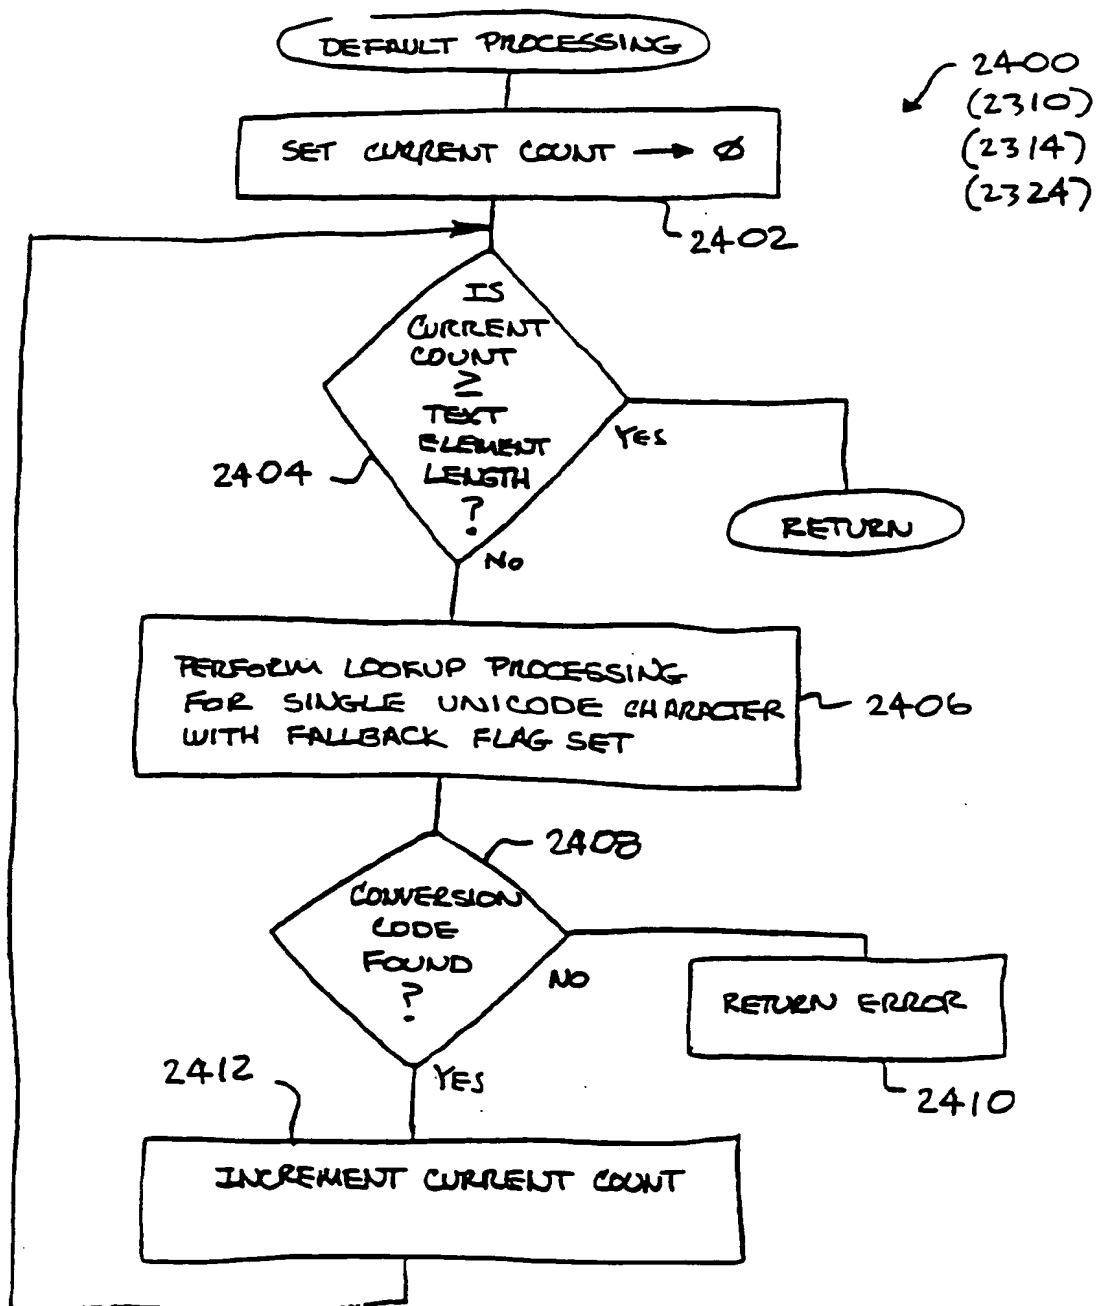 DEFAULT PROCESSING
2400
(2310)
(2314)
(2324)
SET CURRENT COUNT → Ø
2402
IS
CURRENT
COUNT
≥
TEXT
ELEMENT
LENGTH
?
2404
YES
RETURN
NO
PERFORM LOOKUP PROCESSING
FOR SINGLE UNICODE CHARACTER
WITH FALLBACK FLAG SET
2406
2408
CONVERSION
CODE
FOUND
?
NO
RETURN ERROR
2410
YES
2412
INCREMENT CURRENT COUNT